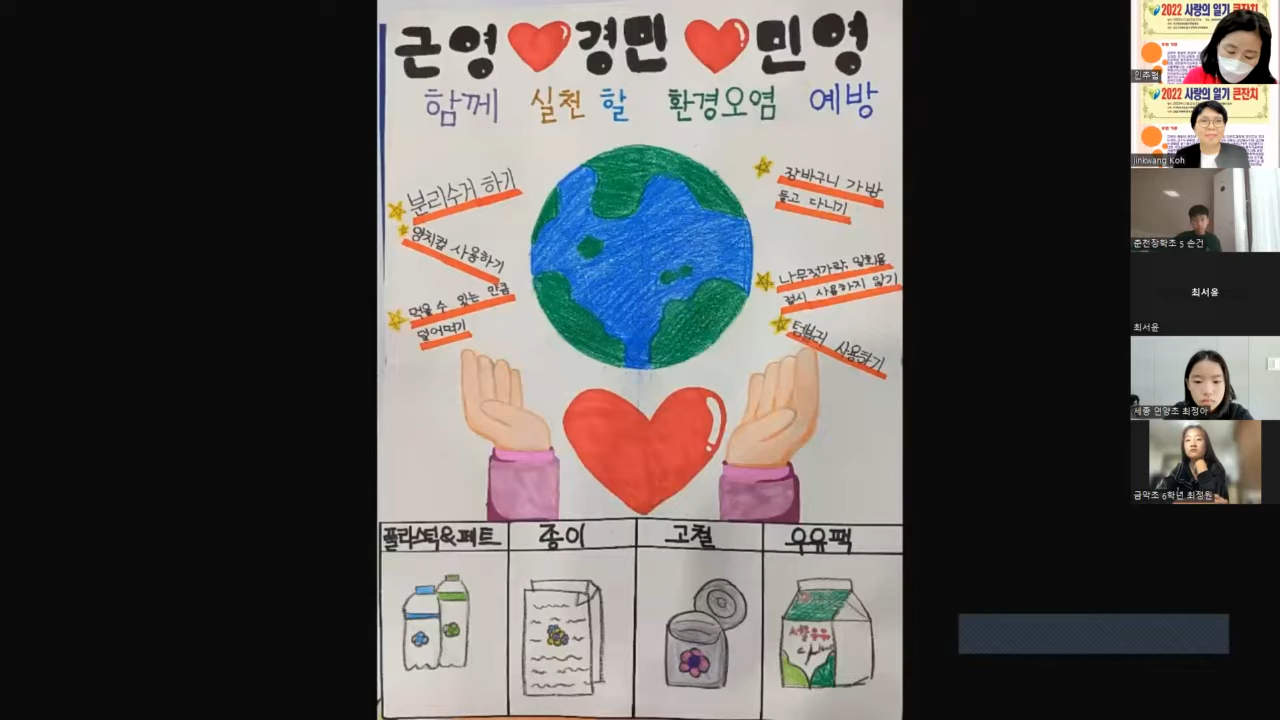 근영 경민 민영
함께 실천 할 환경오염 예방
분리수거 하기
양치컵 사용하기
먹을 수 있는 만큼
덜어먹기
장바구니 가방
들고 다니기
나무젓가락, 일회용
접시 사용하지 않기
텀블러 사용하기
플라스틱&페트
종이
고철
우유팩
서울우유
2022 사랑의 일기 큰잔치
2022 사랑의 일기 큰잔치
jinkwang Koh
준천장학초 5 손건
최서윤
최서윤
세종 연양초 최정아
금악초 6학년 최정원